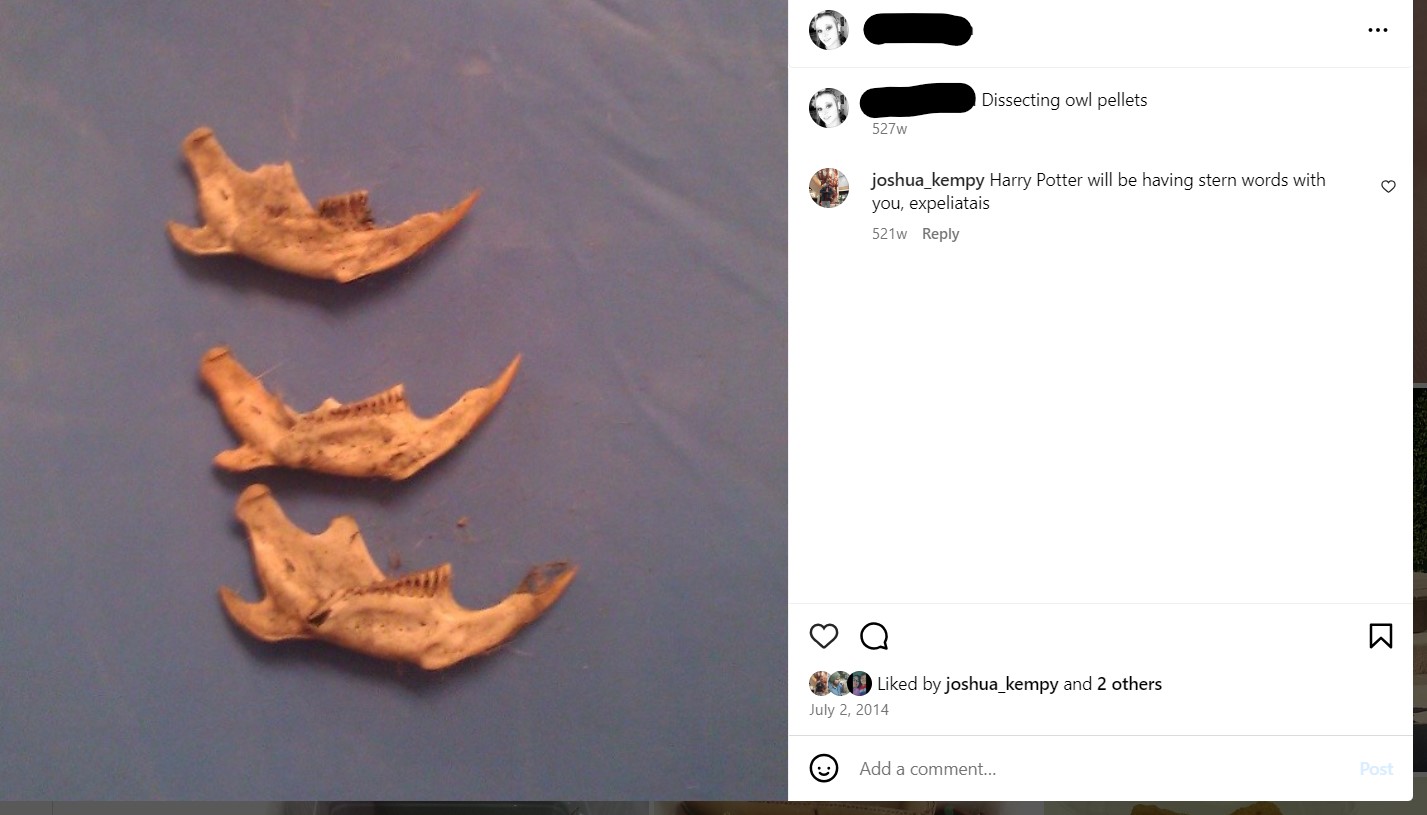 Dissecting owl pellets
527w
joshua_kempy Harry Potter will be having stern words with
you, expeliatais
521w Reply
Liked by joshua_kempy and 2 others
July 2, 2014
Add a comment... Post